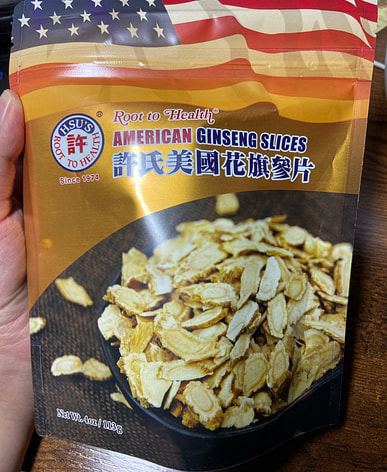 HSU'S
許
ROOT TO HEALTH
®
Since 1974
Root to Health®
AMERICAN GINSENG SLICES
許氏美國花旗參片
Net Wt. 4oz / 113g